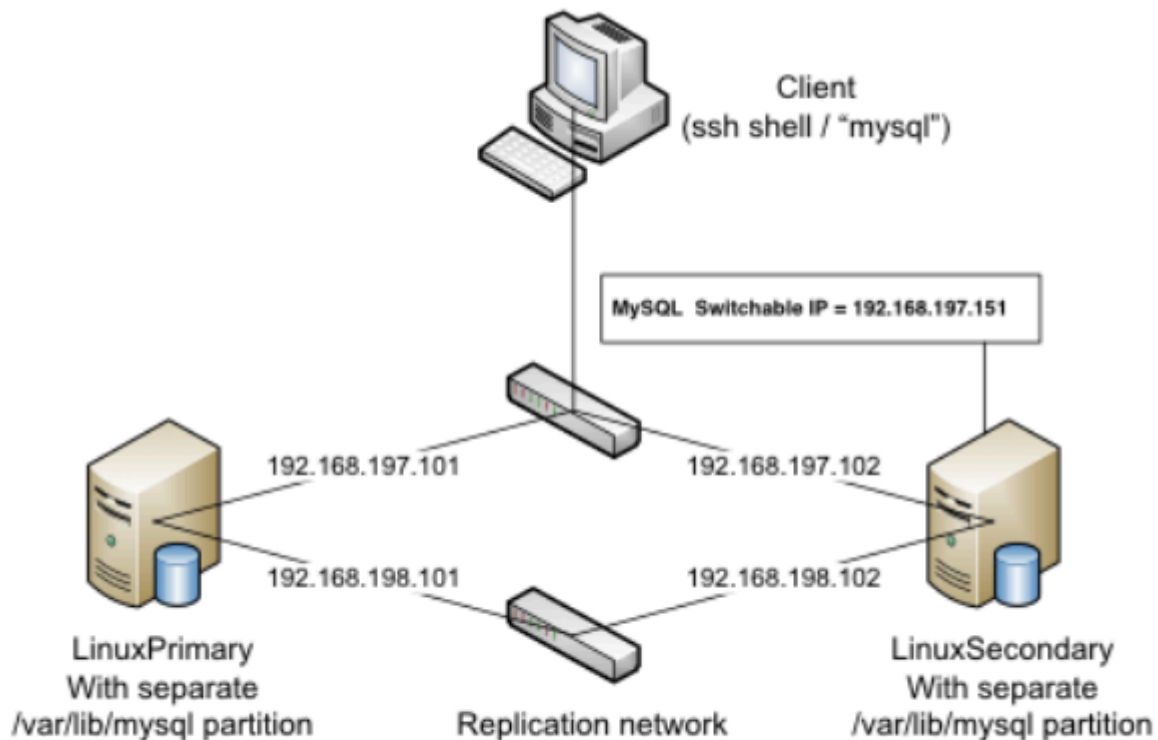 Client
(ssh shell / “mysql”)
MySQL  Switchable IP = 192.168.197.151
192.168.197.101
192.168.197.102
192.168.198.101
192.168.198.102
LinuxPrimary
With separate
/var/lib/mysql partition
Replication network
LinuxSecondary
With separate
/var/lib/mysql partition